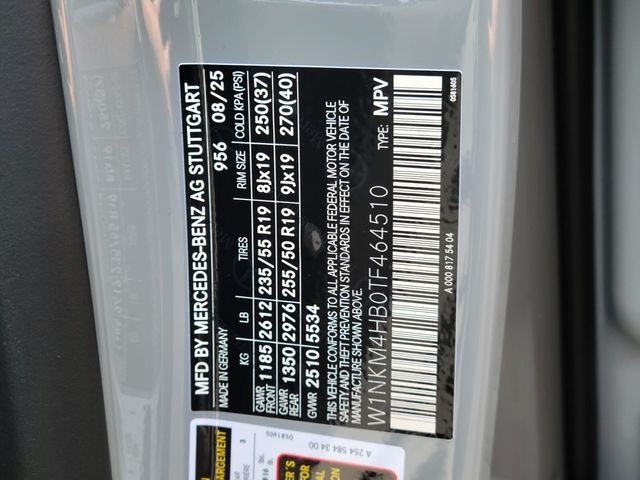 MFD BY MERCEDES-BENZ AG STUTTGART
MADE IN GERMANY 956 08/25
KG LB TIRES RIM SIZE COLD KPA (PSI)
GAWR FRONT 1185 2612 235/55 R19 8Jx19 250(37)
GAWR REAR 1350 2976 255/50 R19 9Jx19 270(40)
GVWR 2510 5534
THIS VEHICLE CONFORMS TO ALL APPLICABLE FEDERAL MOTOR VEHICLE
SAFETY AND THEFT PREVENTION STANDARDS IN EFFECT ON THE DATE OF
MANUFACTURE SHOWN ABOVE.
TYPE: MPV
W1NKM4HB0TF464510
A 000 817 54 04
0581605
A 254 584 34 00
0581605